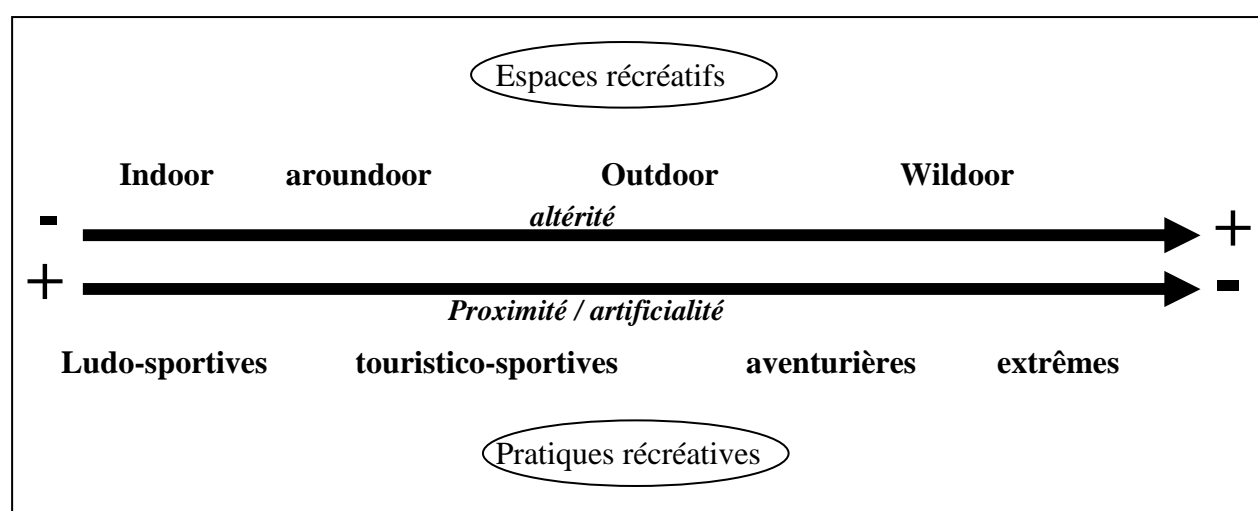 Espaces récréatifs
Indoor aroundoor Outdoor Wildoor
- altérité +
+ Proximité / artificialité -
Ludo-sportives touristico-sportives aventurières extrêmes
Pratiques récréatives